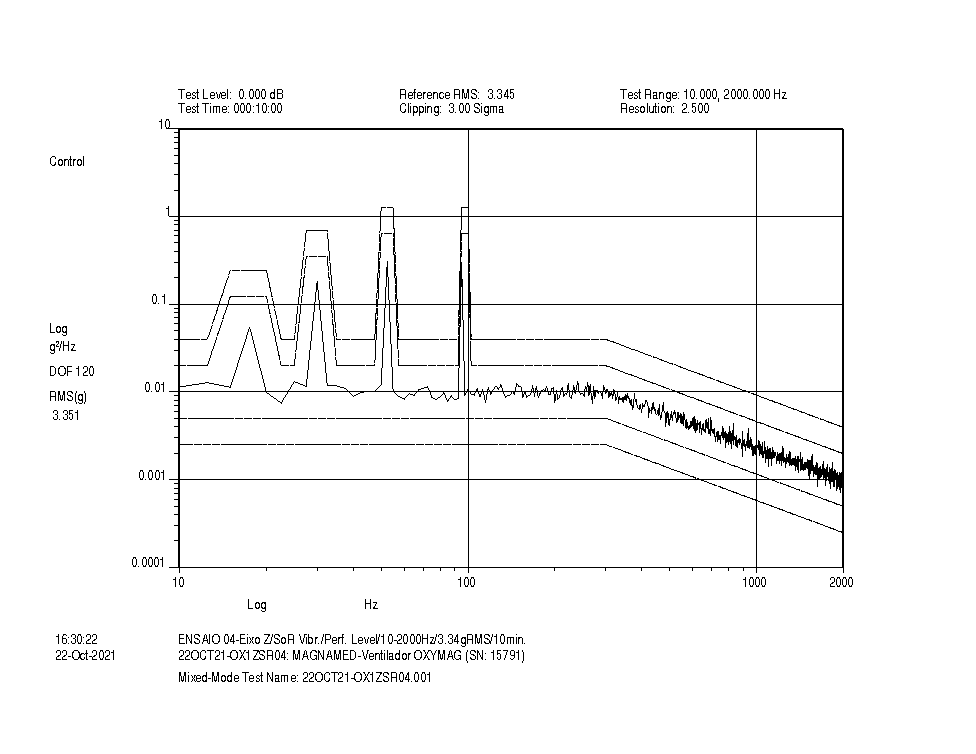 Test Level: 0.000 dB Reference RMS: 3.345 Test Range: 10.000, 2000.000 Hz
Test Time: 000:10:00 Clipping: 3.00 Sigma Resolution: 2.500
10
Control
1
0.1
Log
g²/Hz
DOF 120
0.01
RMS(g)
3.351
0.001
0.0001
10 100 1000 2000
Log Hz
16:30:22 ENSAIO 04-Eixo Z/SoR Vibr./Perf. Level/10-2000Hz/3.34gRMS/10min.
22-Oct-2021 22OCT21-OX1ZSR04: MAGNAMED-Ventilador OXYMAG (SN: 15791)
Mixed-Mode Test Name: 22OCT21-OX1ZSR04.001